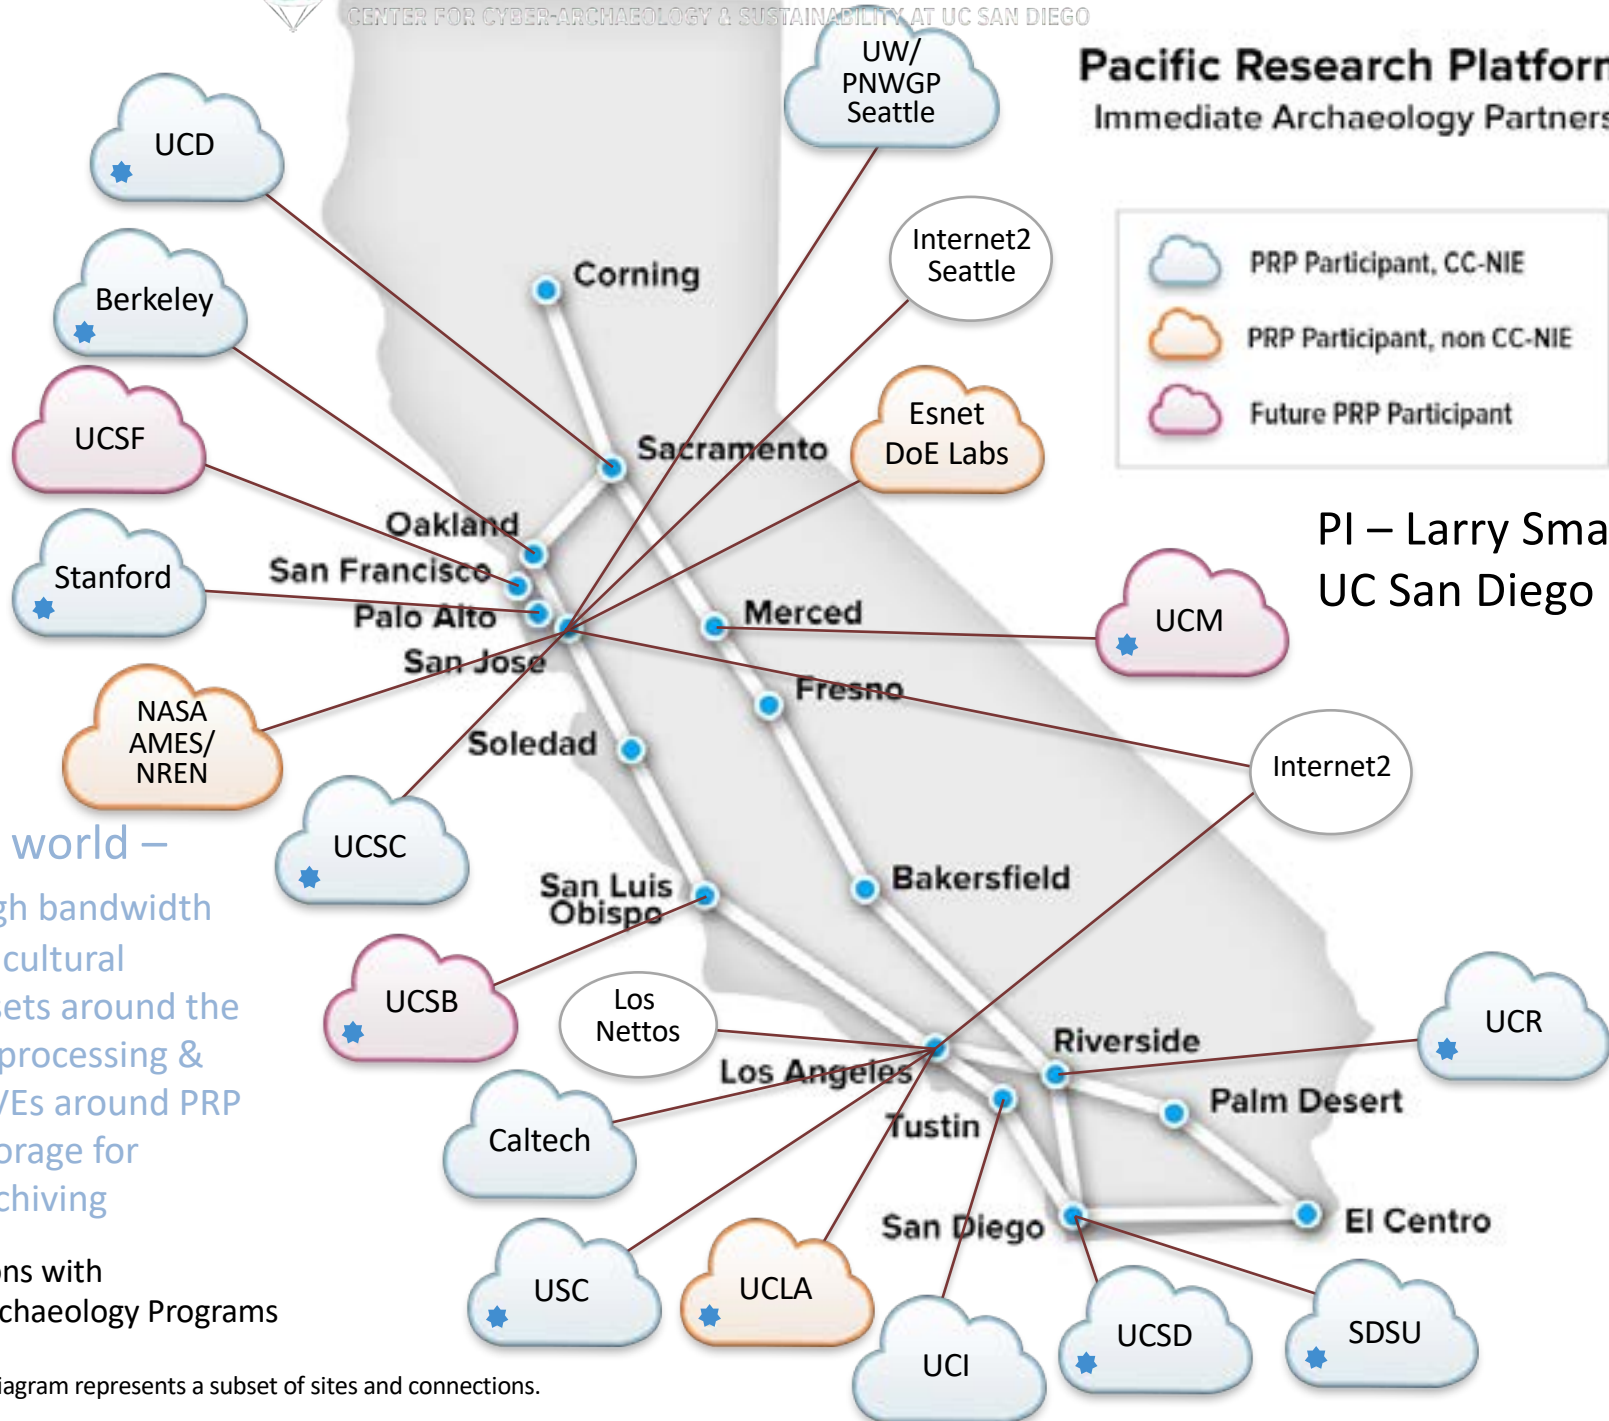 CENTER FOR CYBER-ARCHAEOLOGY & SUSTAINABILITY AT UC SAN DIEGO
Pacific Research Platfor
Immediate Archaeology Partners
UW/
PNWGP
Seattle
UCD
Internet2
Seattle
PRP Participant, CC-NIE
PRP Participant, non CC-NIE
Future PRP Participant
Corning
Berkeley
Esnet
DoE Labs
UCSF
Sacramento
Oakland
San Francisco
Stanford
Palo Alto
San Jose
Merced
PI – Larry Sma
UC San Diego
UCM
Fresno
NASA
AMES/
NREN
Soledad
Internet2
world –
UCSC
gh bandwidth
cultural
sets around the
processing &
VEs around PRP
orage for
chiving
San Luis
Obispo
Bakersfield
UCSB
Los
Nettos
Los Angeles
Riverside
UCR
Tustin
Palm Desert
Caltech
San Diego
El Centro
ons with
chaeology Programs
USC
UCLA
UCI
UCSD
SDSU
iagram represents a subset of sites and connections.